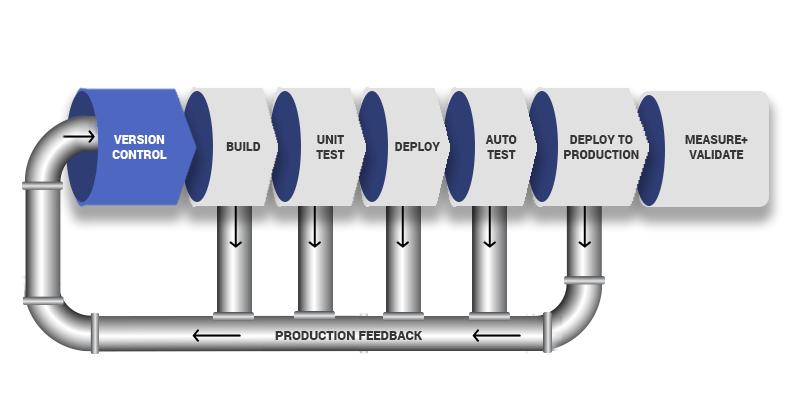 VERSION
CONTROL
BUILD
UNIT
TEST
DEPLOY
AUTO
TEST
DEPLOY TO
PRODUCTION
MEASURE+
VALIDATE
PRODUCTION FEEDBACK